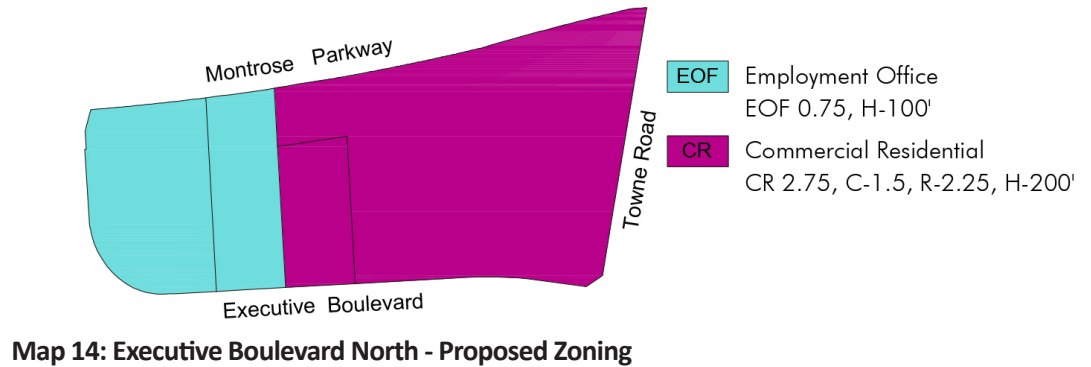 Montrose Parkway
EOF
Employment Office
EOF 0.75, H-100'
CR
Commercial Residential
CR 2.75, C-1.5, R-2.25, H-200'
Towne Road
Executive Boulevard
Map 14: Executive Boulevard North - Proposed Zoning